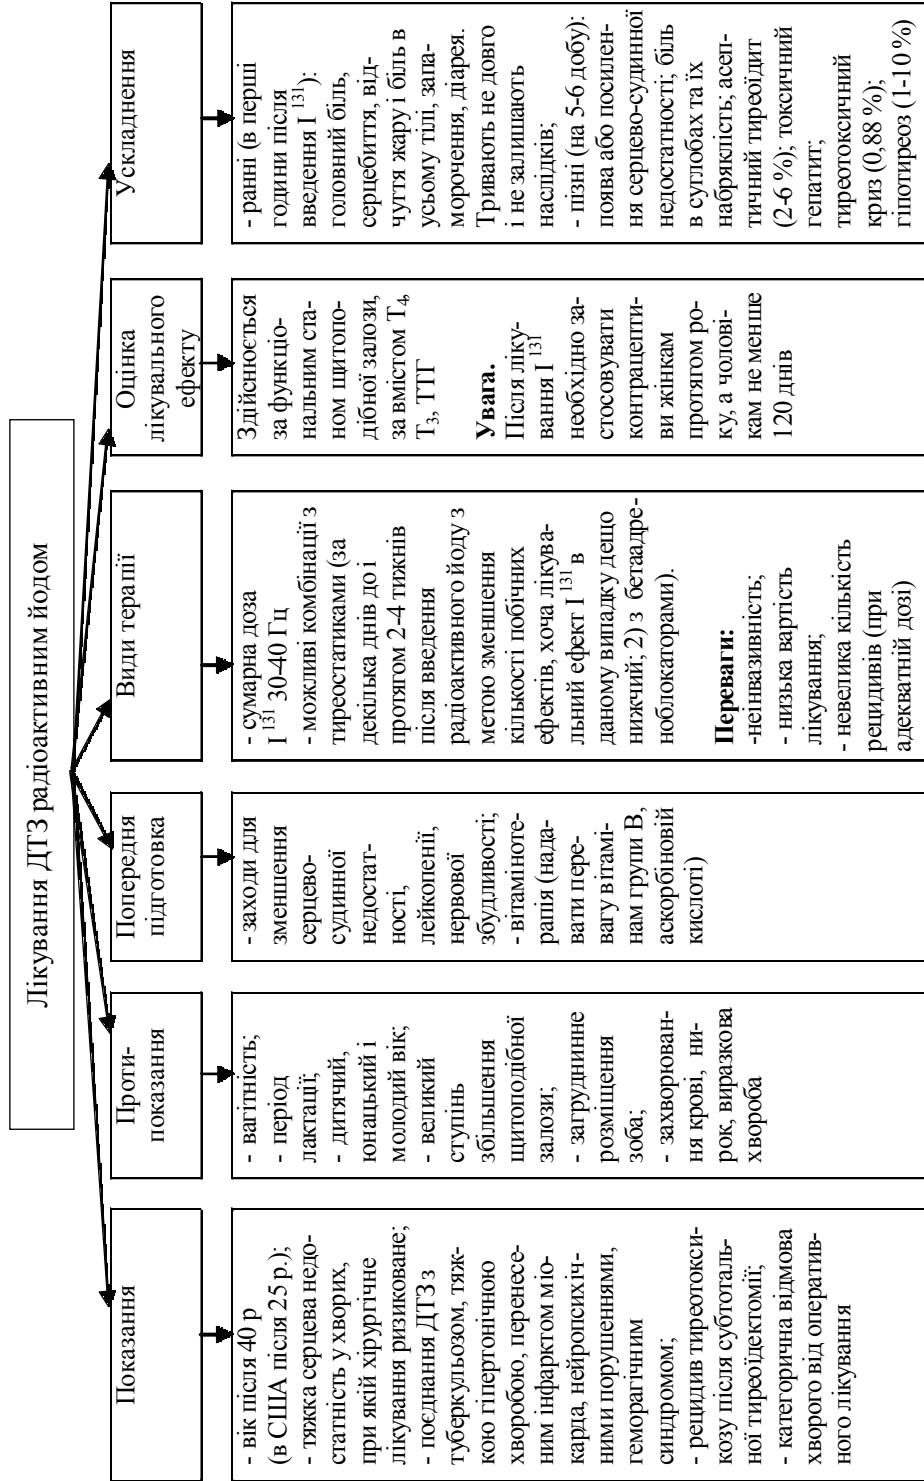 Лікування ДТЗ радіоактивним йодом
Показання
- вік після 40 р
(в США після 25 р.);
- тяжка серцева недо-
статність у хворих,
при якій хірургічне
лікування ризиковане;
- поєднання ДТЗ з
туберкульозом, тяж-
кою гіпертонічною
хворобою, перенесе-
ним інфарктом міо-
карда, нейропсихіч-
ними порушеннями,
геморагічним
синдромом;
- рецидив тиреотокси-
козу після субтоталь-
ної тиреоїдектомії;
- категорична відмова
хворого від оператив-
ного лікування
Проти-
показання
- вагітність;
- період
лактації;
- дитячий,
юнацький і
молодий вік;
- великий
ступінь
збільшення
щитоподібної
залози;
- загруднинне
розміщення
зоба;
- захворюван-
ня крові, ни-
рок, виразкова
хвороба
Попередня
підготовка
- заходи для
зменшення
серцево-
судинної
недостат-
ності,
лейкопенії,
нервової
збудливості;
- вітаміноте-
рапія (нада-
вати пере-
вагу вітамі-
нам групи В,
аскорбіновій
кислоті)
Види терапії
- сумарна доза
I¹³¹ 30-40 Гц
- можливі комбінації з
тиреостатиками (за
декілька днів до і
протягом 2-4 тижнів
після введення
радіоактивного йоду з
метою зменшення
кількості побічних
ефектів, хоча лікува-
льний ефект I¹³¹ в
даному випадку дещо
нижчий; 2) з бетаадре-
ноблокаторами).
Переваги:
-неінвазивність;
- низька вартість
лікування;
- невелика кількість
рецидивів (при
адекватній дозі)
Оцінка
лікувального
ефекту
Здійснюється
за функціо-
нальним ста-
ном щитопо-
дібної залози,
за вмістом Т₄,
Т₃, ТТГ
Увага.
Після ліку-
вання I¹³¹
необхідно за-
стосовувати
контрацепти-
ви жінкам
протягом ро-
ку, а чолові-
кам не менше
120 днів
Ускладнення
- ранні (в перші
години після
введення I¹³¹);
головний біль,
серцебиття, від-
чуття жару і біль в
усьому тілі, запа-
морочення, діарея.
Тривають не довго
і не залишають
наслідків;
- пізні (на 5-6 добу):
поява або посилен-
ня серцево-судинної
недостатності; біль
в суглобах та їх
набряклість; асеп-
тичний тиреоїдит
(2-6 %); токсичний
гепатит;
тиреотоксичний
криз (0,88 %);
гіпотиреоз (1-10 %)